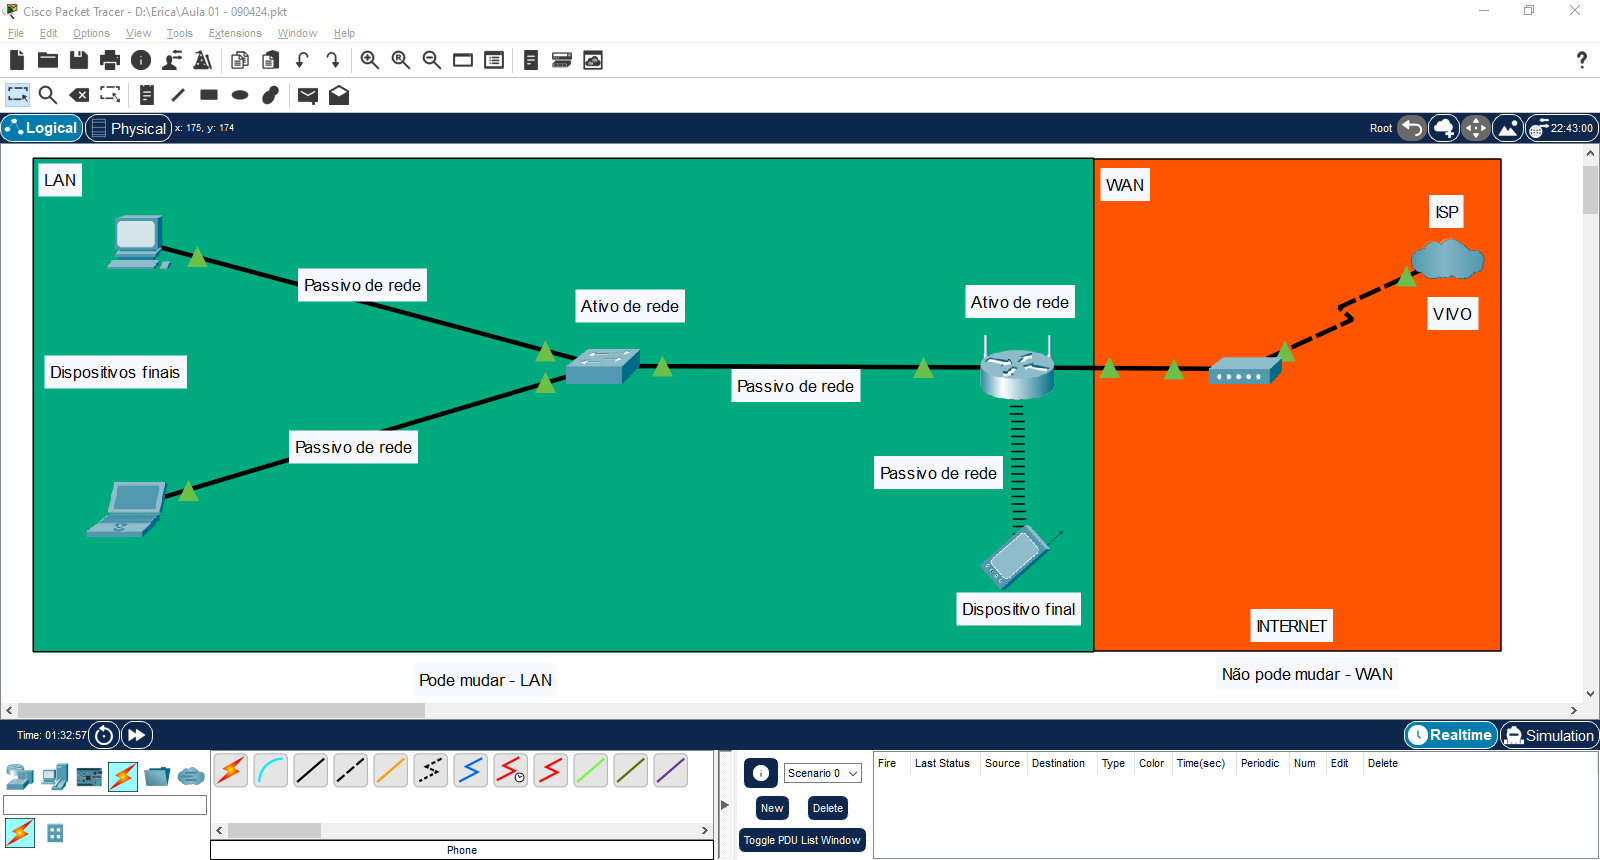 Cisco Packet Tracer - D:\Erica\Aula 01 - 090424.pkt
File Edit Options View Tools Extensions Window Help
Logical Physical x: 175, y: 174 Root 22:43:00
LAN
WAN
ISP
Passivo de rede
Ativo de rede
Ativo de rede
VIVO
Dispositivos finais
Passivo de rede
Passivo de rede
Passivo de rede
Dispositivo final
INTERNET
Pode mudar - LAN
Não pode mudar - WAN
Time: 01:32:57 Realtime Simulation
Scenario 0
New Delete
Toggle PDU List Window
Fire Last Status Source Destination Type Color Time(sec) Periodic Num Edit Delete
Phone